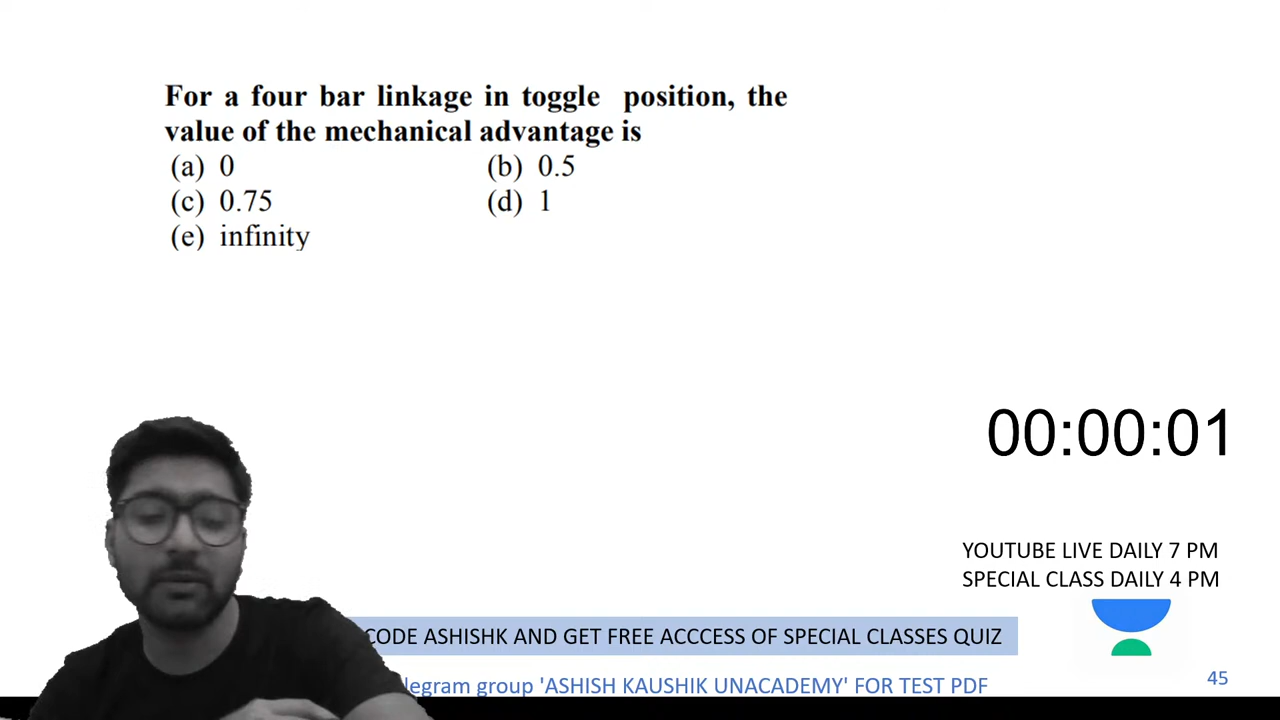 For a four bar linkage in toggle position, the
value of the mechanical advantage is
(a) 0 (b) 0.5
(c) 0.75 (d) 1
(e) infinity
00:00:01
YOUTUBE LIVE DAILY 7 PM
SPECIAL CLASS DAILY 4 PM
CODE ASHISHK AND GET FREE ACCCESS OF SPECIAL CLASSES QUIZ
group 'ASHISH KAUSHIK UNACADEMY' FOR TEST PDF
45